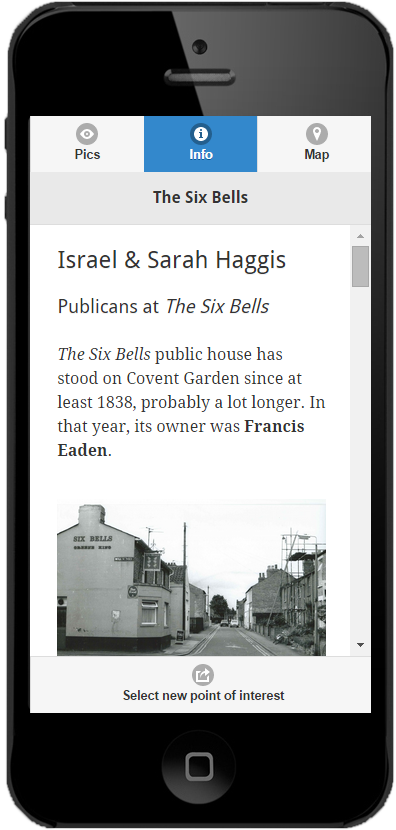 Pics Info Map
The Six Bells
Israel & Sarah Haggis
Publicans at The Six Bells
The Six Bells public house has
stood on Covent Garden since at
least 1838, probably a lot longer. In
that year, its owner was Francis
Eaden.
SIX BELLS
Select new point of interest